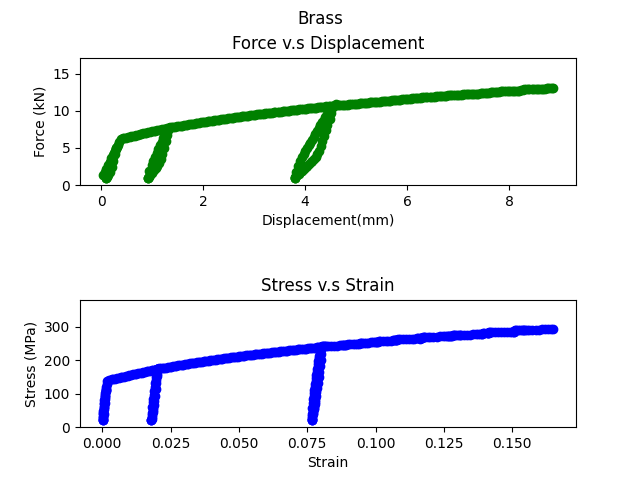 Brass
Force v.s Displacement
15
10
5
0
Force (kN)
0 2 4 6 8
Displacement(mm)
Stress v.s Strain
300
200
100
0
Stress (MPa)
0.000 0.025 0.050 0.075 0.100 0.125 0.150
Strain